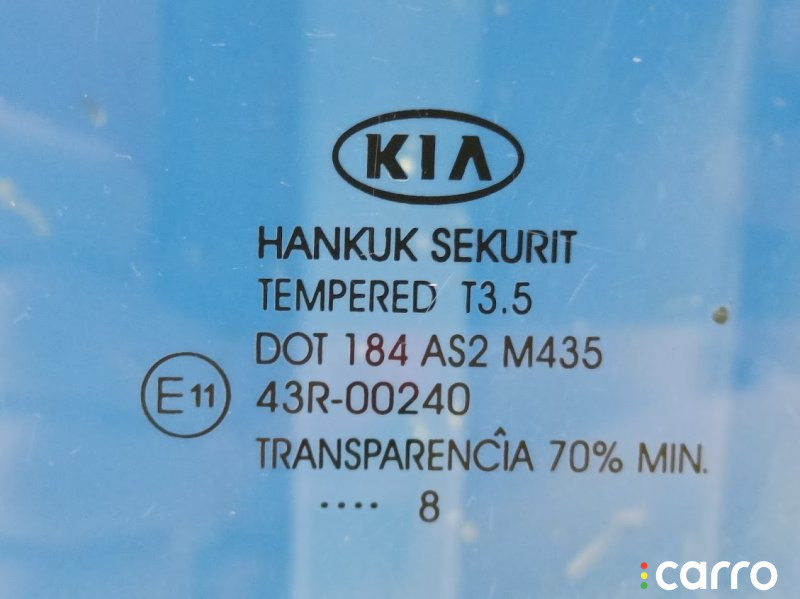 KIA
HANKUK SEKURIT
TEMPERED T3.5
DOT 184 AS2 M435
E11 43R-00240
TRANSPARENCÎA 70% MIN.
.... 8
carro